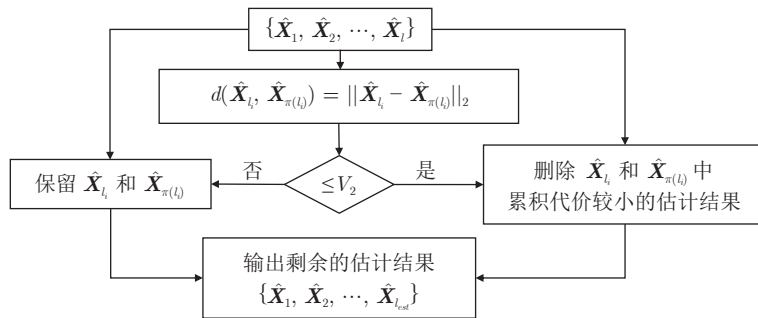 {X̂₁, X̂₂, ⋯, X̂ₗ}
d(X̂_{l_i}, X̂_{π(l_i)}) = ||X̂_{l_i} − X̂_{π(l_i)}||₂
否
≤V₂
是
保留 X̂_{l_i} 和 X̂_{π(l_i)}
删除 X̂_{l_i} 和 X̂_{π(l_i)} 中
累积代价较小的估计结果
输出剩余的估计结果
{X̂₁, X̂₂, ⋯, X̂_{l_{est}}}